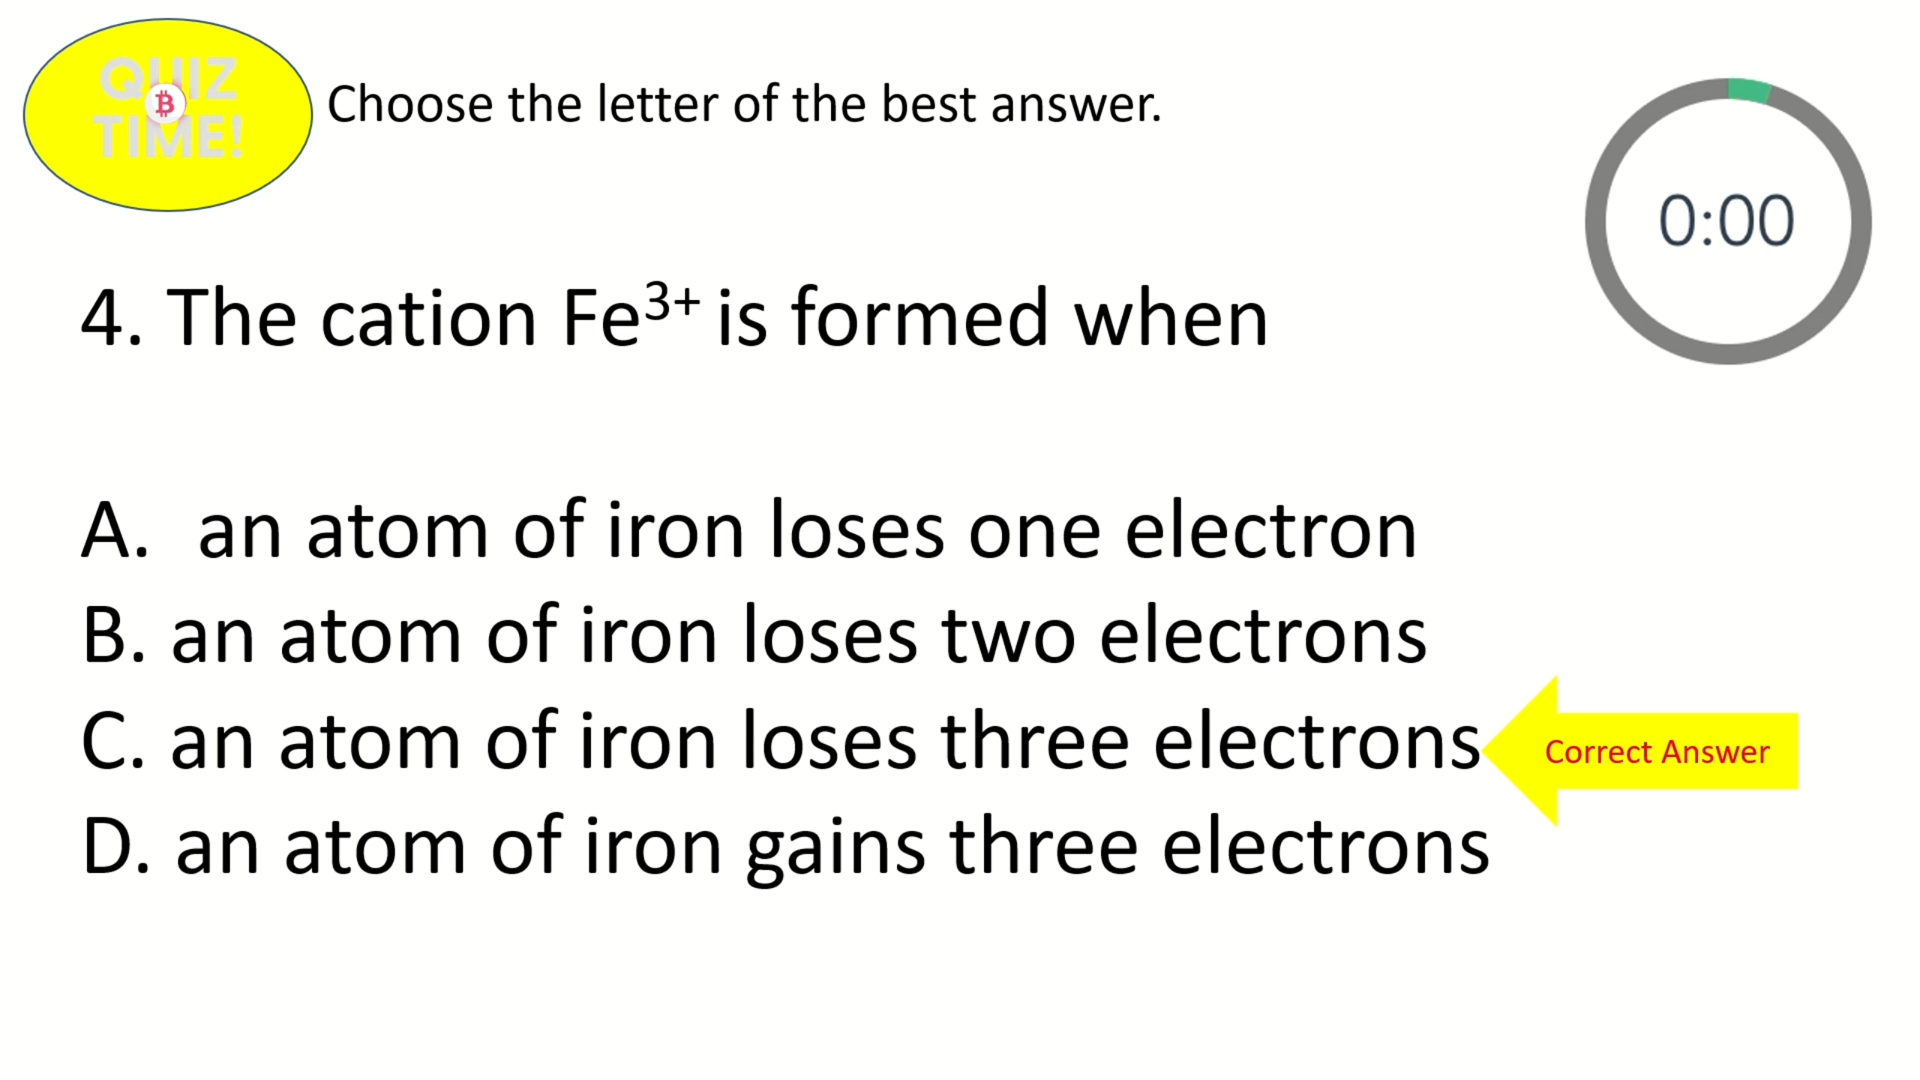 QUIZ
TIME!
Choose the letter of the best answer.
0:00
4. The cation Fe³⁺ is formed when
A. an atom of iron loses one electron
B. an atom of iron loses two electrons
C. an atom of iron loses three electrons
Correct Answer
D. an atom of iron gains three electrons